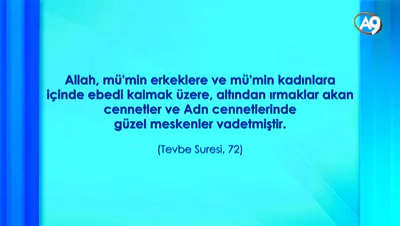 A9
Allah, mü'min erkeklere ve mü'min kadınlara
içinde ebedi kalmak üzere, altından ırmaklar akan
cennetler ve Adn cennetlerinde
güzel meskenler vadetmiştir.
(Tevbe Suresi, 72)